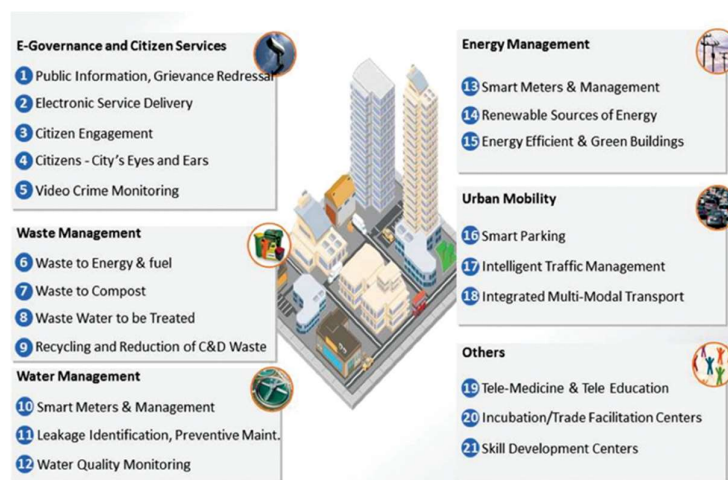 E-Governance and Citizen Services
1 Public Information, Grievance Redressal
2 Electronic Service Delivery
3 Citizen Engagement
4 Citizens - City's Eyes and Ears
5 Video Crime Monitoring
Waste Management
6 Waste to Energy & fuel
7 Waste to Compost
8 Waste Water to be Treated
9 Recycling and Reduction of C&D Waste
Water Management
10 Smart Meters & Management
11 Leakage Identification, Preventive Maint.
12 Water Quality Monitoring
Energy Management
13 Smart Meters & Management
14 Renewable Sources of Energy
15 Energy Efficient & Green Buildings
Urban Mobility
16 Smart Parking
17 Intelligent Traffic Management
18 Integrated Multi-Modal Transport
Others
19 Tele-Medicine & Tele Education
20 Incubation/Trade Facilitation Centers
21 Skill Development Centers